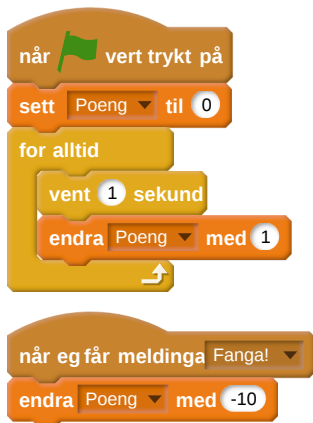 når vert trykt på
sett Poeng til 0
for alltid
vent 1 sekund
endra Poeng med 1
når eg får meldinga Fanga!
endra Poeng med -10